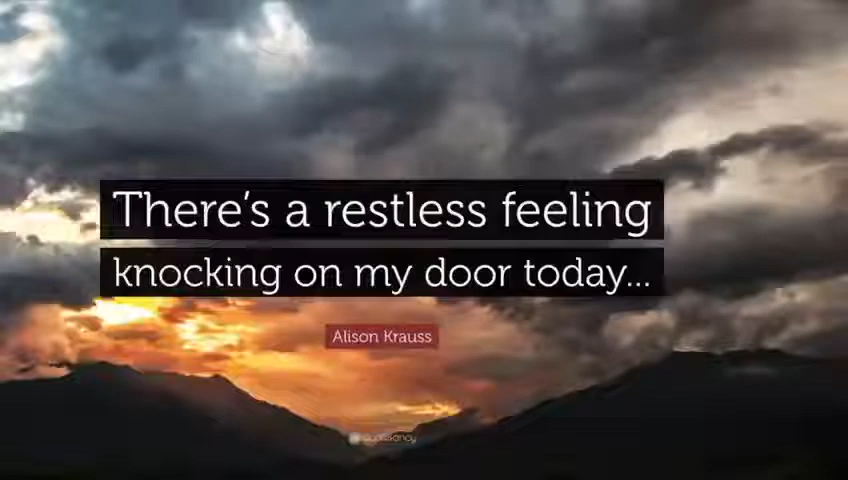 There's a restless feeling
knocking on my door today...
Alison Krauss